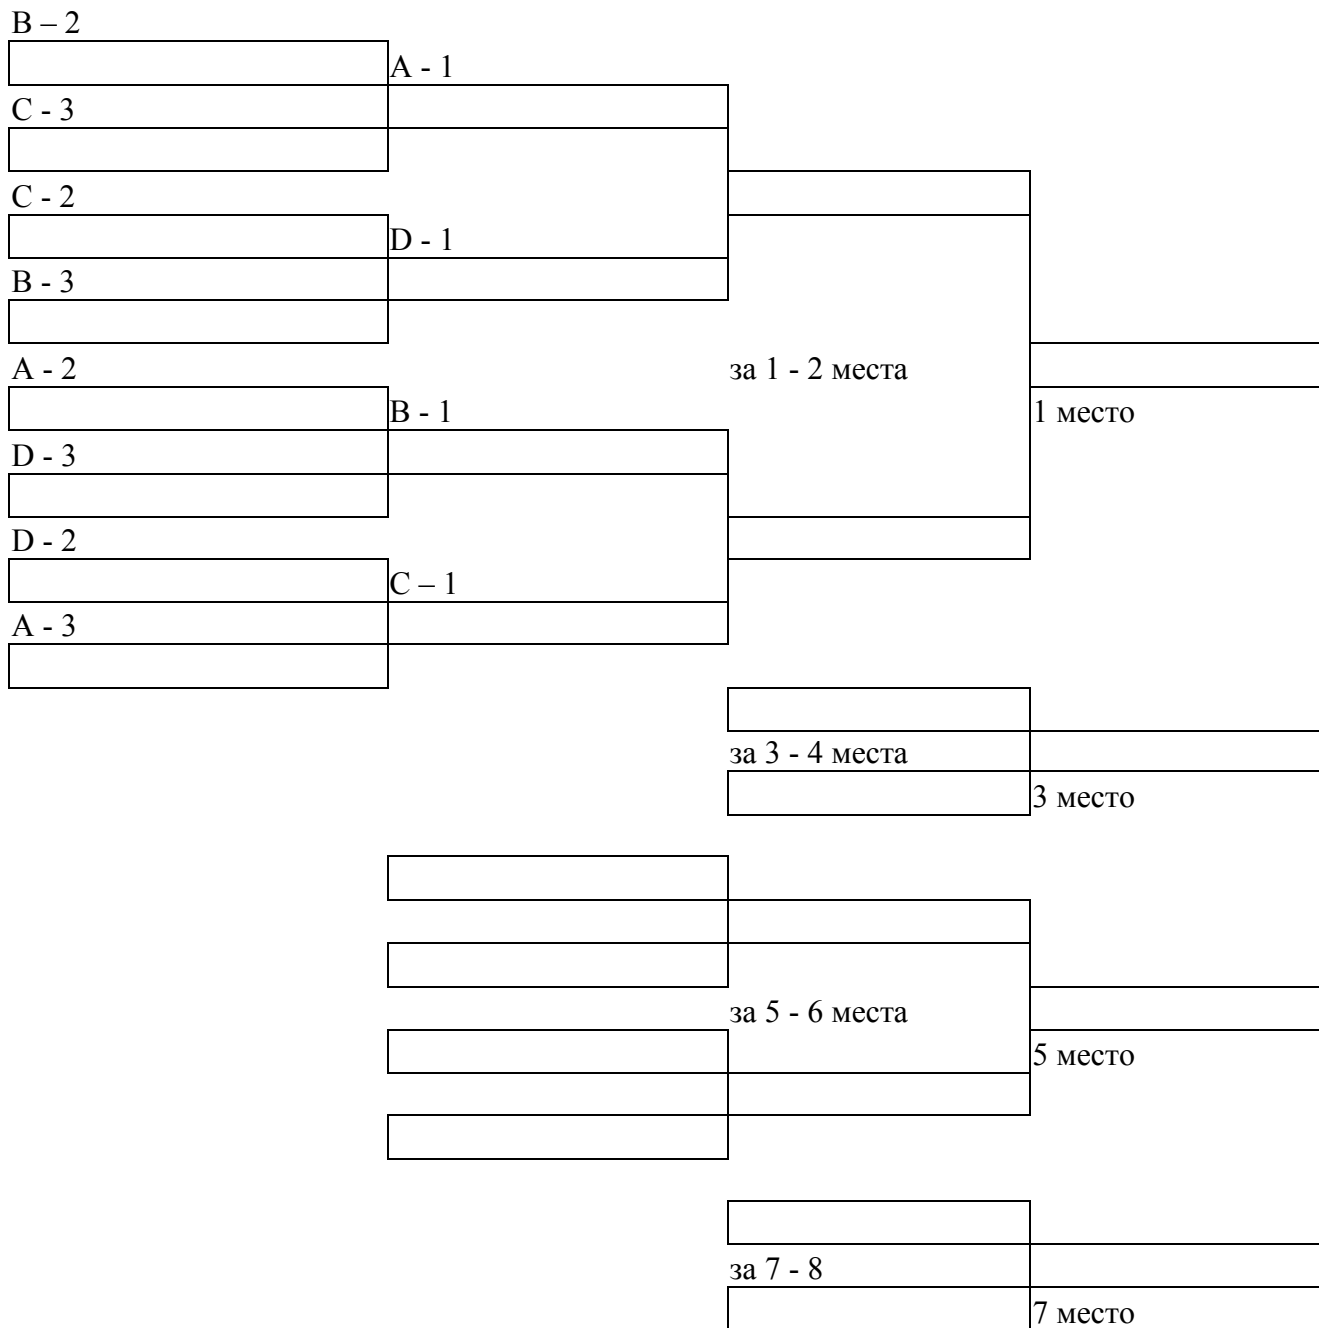 B – 2
A - 1
C - 3
C - 2
D - 1
B - 3
A - 2
за 1 - 2 места
B - 1
1 место
D - 3
D - 2
C – 1
A - 3
за 3 - 4 места
3 место
за 5 - 6 места
5 место
за 7 - 8
7 место